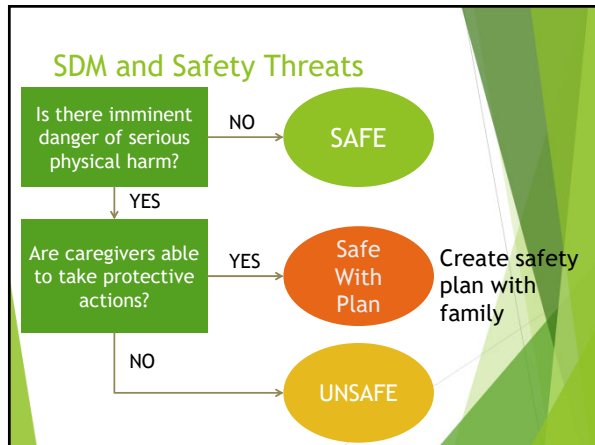 SDM and Safety Threats
Is there imminent
danger of serious
physical harm?
NO
SAFE
YES
Are caregivers able
to take protective
actions?
YES
Safe
With
Plan
Create safety
plan with
family
NO
UNSAFE